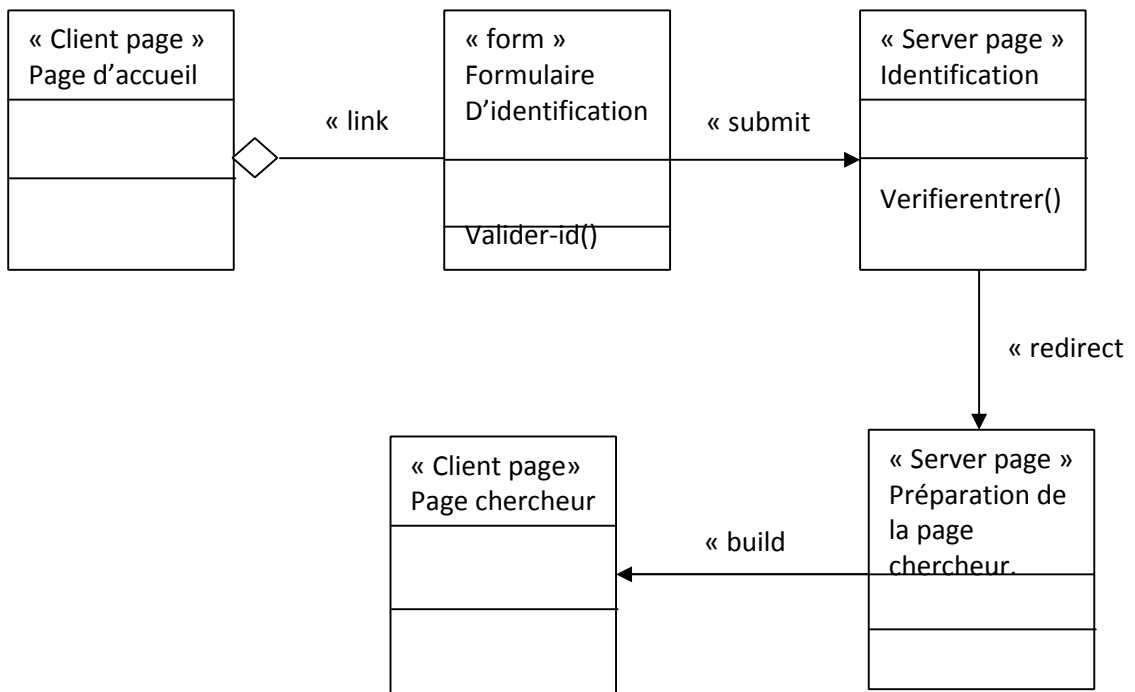 « Client page »
Page d’accueil
« link
« form »
Formulaire
D’identification
Valider-id()
« submit
« Server page »
Identification
Verifierentrer()
« redirect
« Server page »
Préparation de
la page
chercheur.
« build
« Client page»
Page chercheur